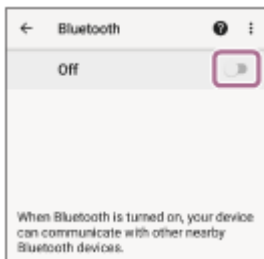 Bluetooth
Off
When Bluetooth is turned on, your device
can communicate with other nearby
Bluetooth devices.